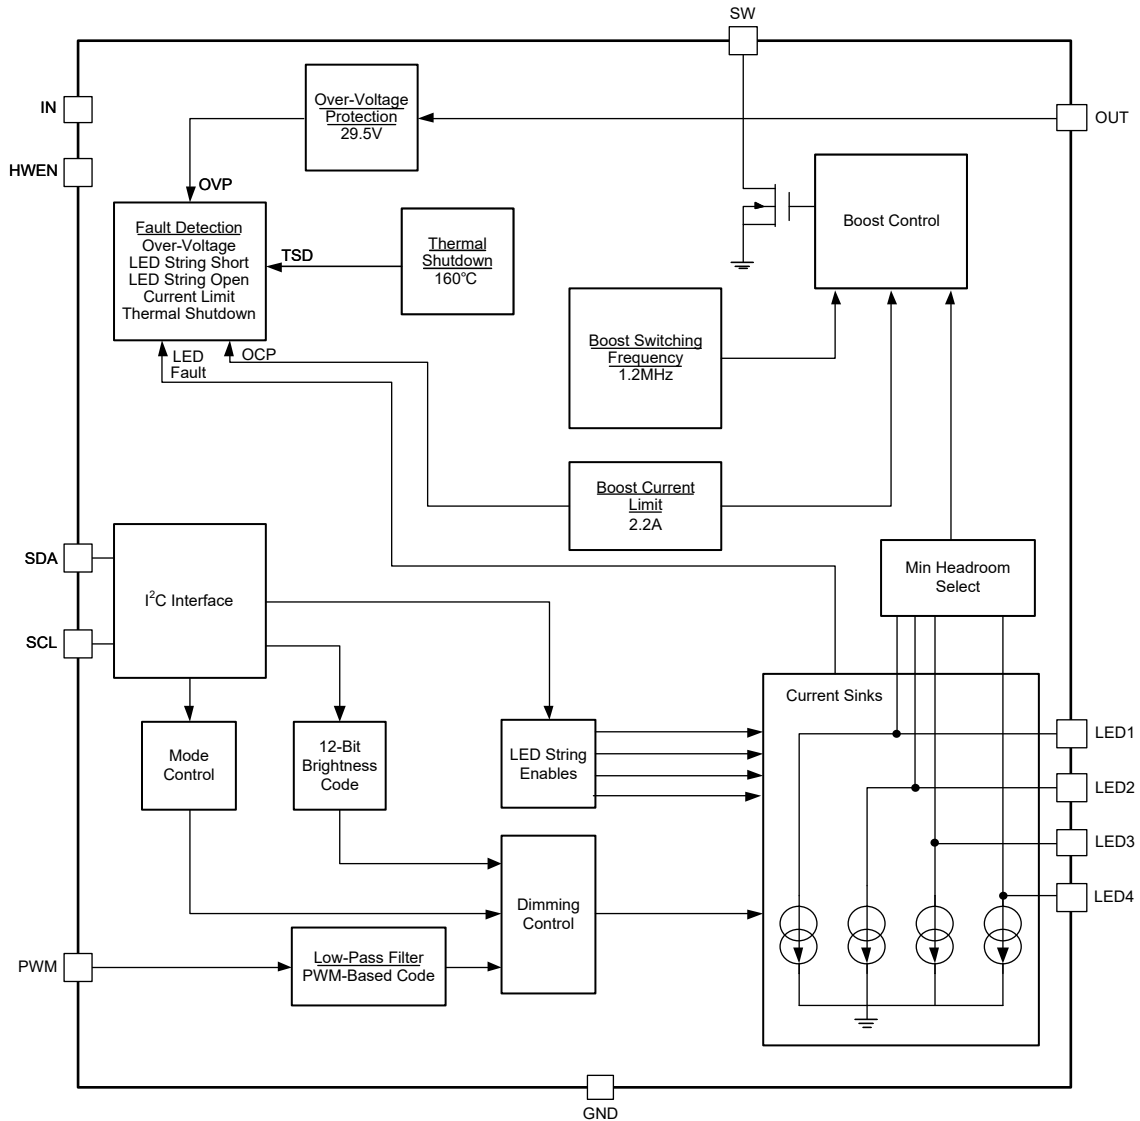 SW
IN
Over-Voltage
Protection
29.5V
OUT
HWEN
OVP
Fault Detection
Over-Voltage
LED String Short
LED String Open
Current Limit
Thermal Shutdown
TSD
Thermal
Shutdown
160°C
Boost Control
LED
Fault
OCP
Boost Switching
Frequency
1.2MHz
Boost Current
Limit
2.2A
SDA
I²C Interface
SCL
Min Headroom
Select
Mode
Control
12-Bit
Brightness
Code
LED String
Enables
Current Sinks
LED1
LED2
LED3
LED4
Dimming
Control
PWM
Low-Pass Filter
PWM-Based Code
GND